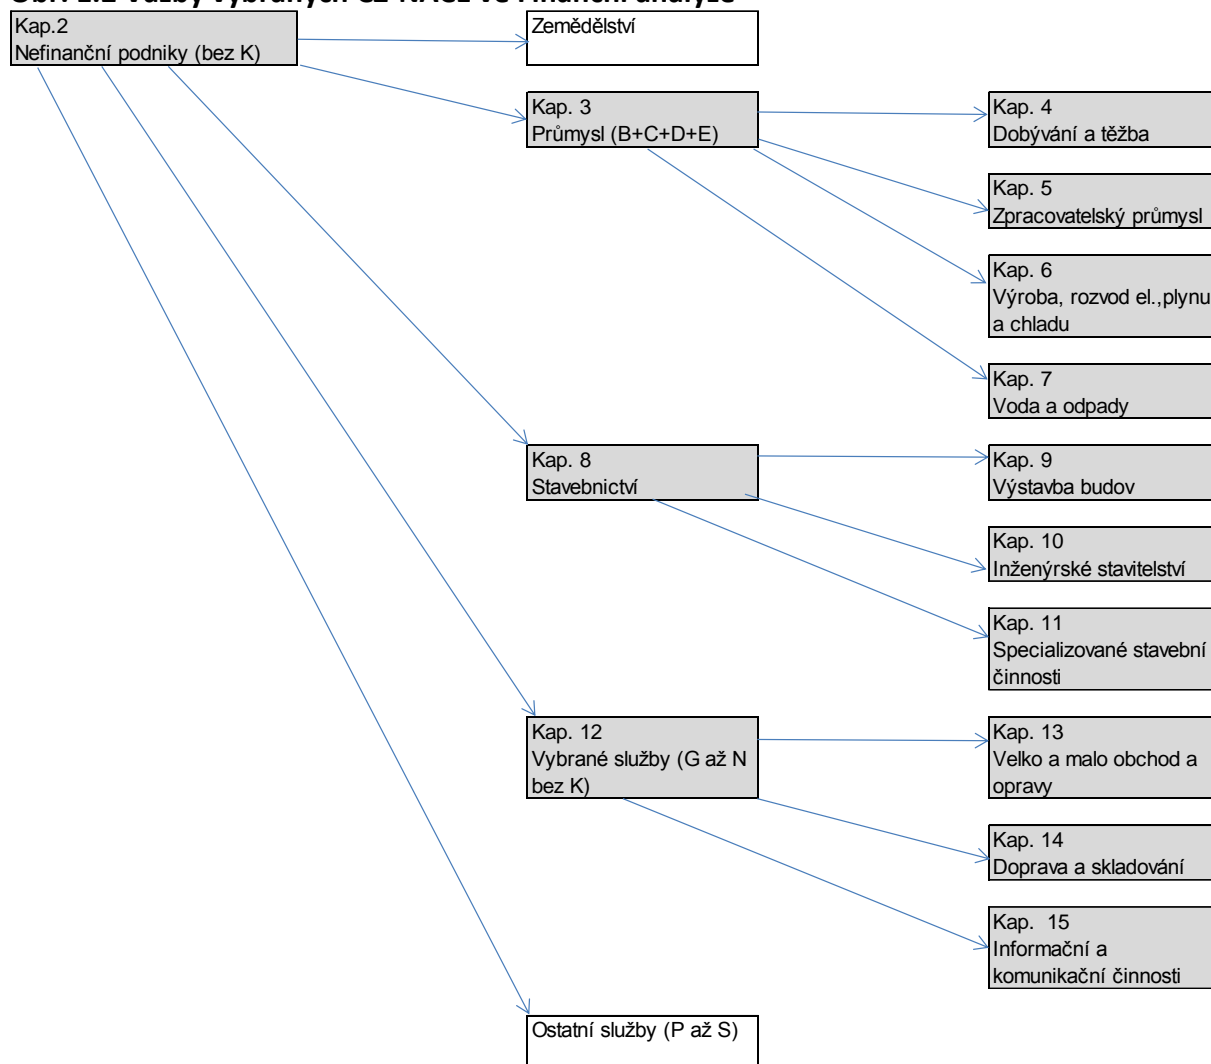 Kap.2
Nefinanční podniky (bez K)
Zemědělství
Kap. 3
Průmysl (B+C+D+E)
Kap. 4
Dobývání a těžba
Kap. 5
Zpracovatelský průmysl
Kap. 6
Výroba, rozvod el.,plynu
a chladu
Kap. 7
Voda a odpady
Kap. 8
Stavebnictví
Kap. 9
Výstavba budov
Kap. 10
Inženýrské stavitelství
Kap. 11
Specializované stavební
činnosti
Kap. 12
Vybrané služby (G až N
bez K)
Kap. 13
Velko a malo obchod a
opravy
Kap. 14
Doprava a skladování
Kap. 15
Informační a
komunikační činnosti
Ostatní služby (P až S)